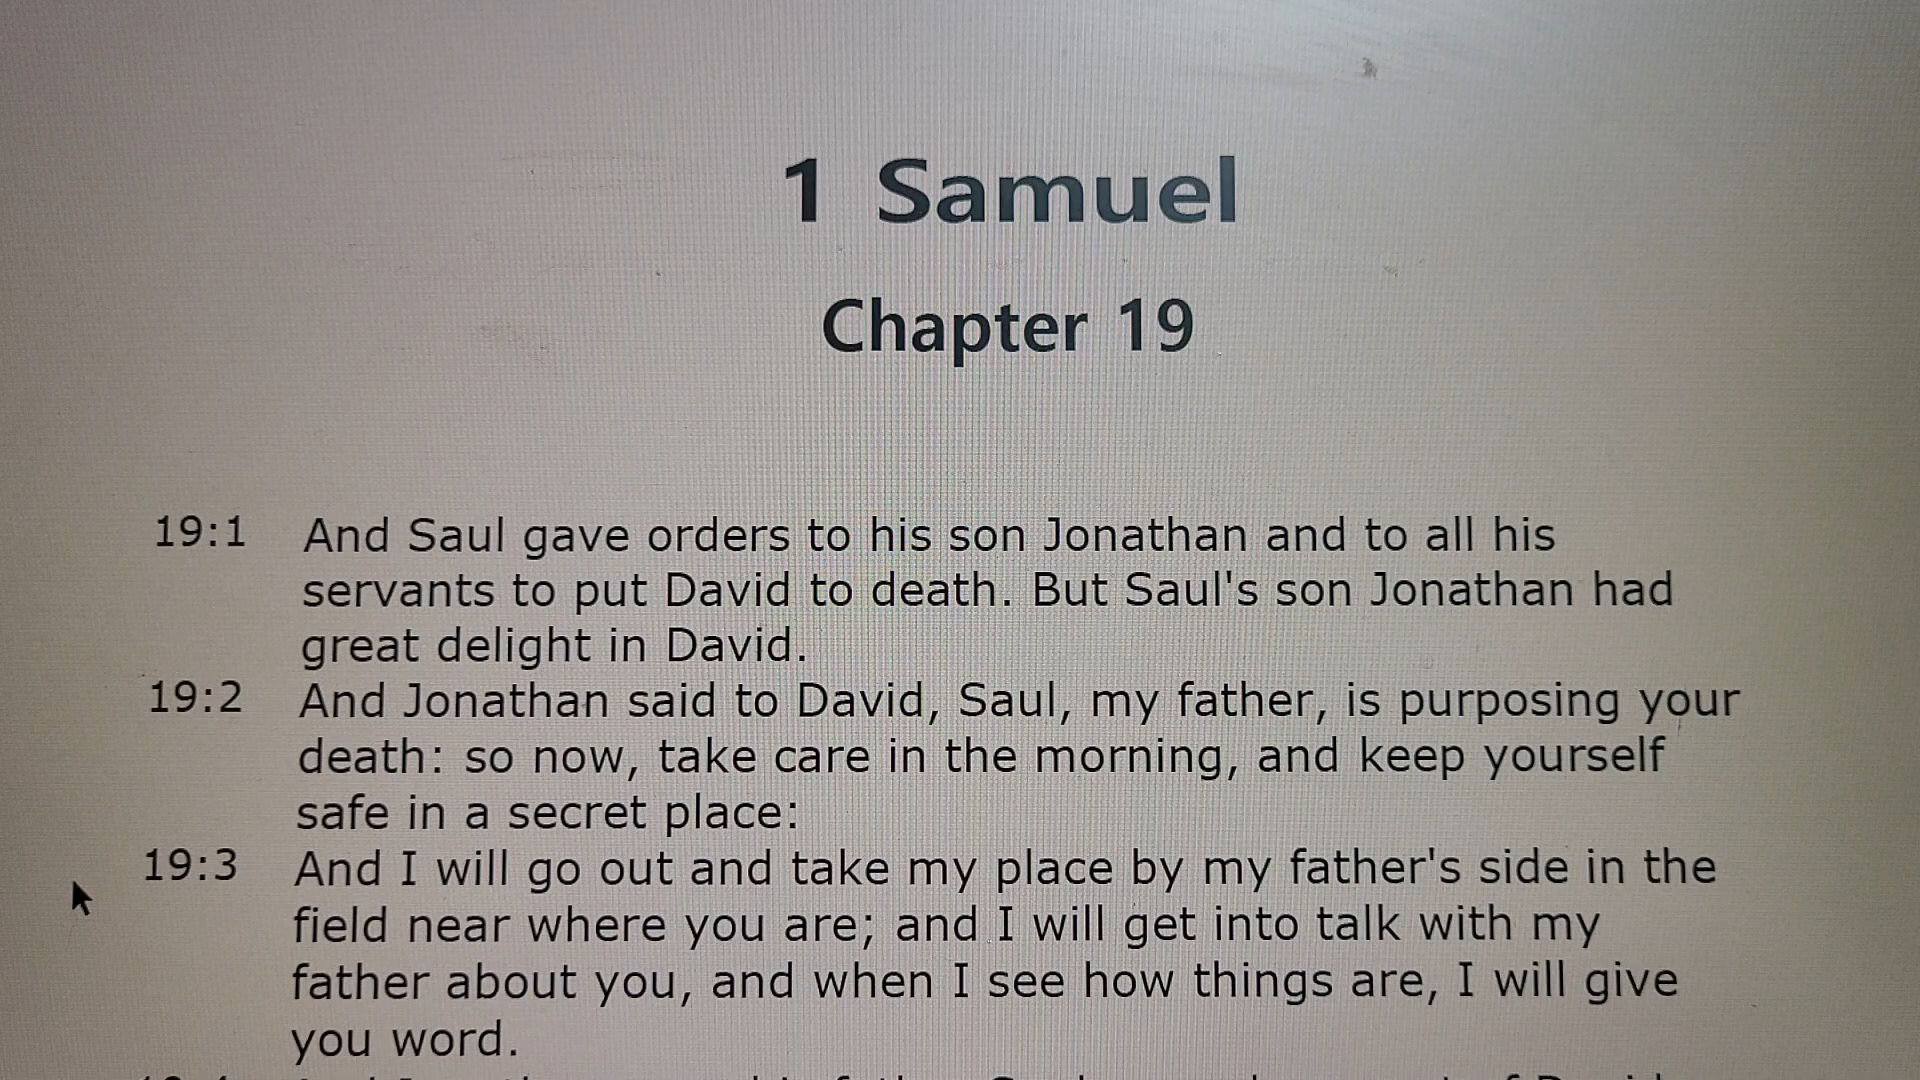 1 Samuel
Chapter 19
19:1 And Saul gave orders to his son Jonathan and to all his
servants to put David to death. But Saul's son Jonathan had
great delight in David.
19:2 And Jonathan said to David, Saul, my father, is purposing your
death: so now, take care in the morning, and keep yourself
safe in a secret place:
19:3 And I will go out and take my place by my father's side in the
field near where you are; and I will get into talk with my
father about you, and when I see how things are, I will give
you word.